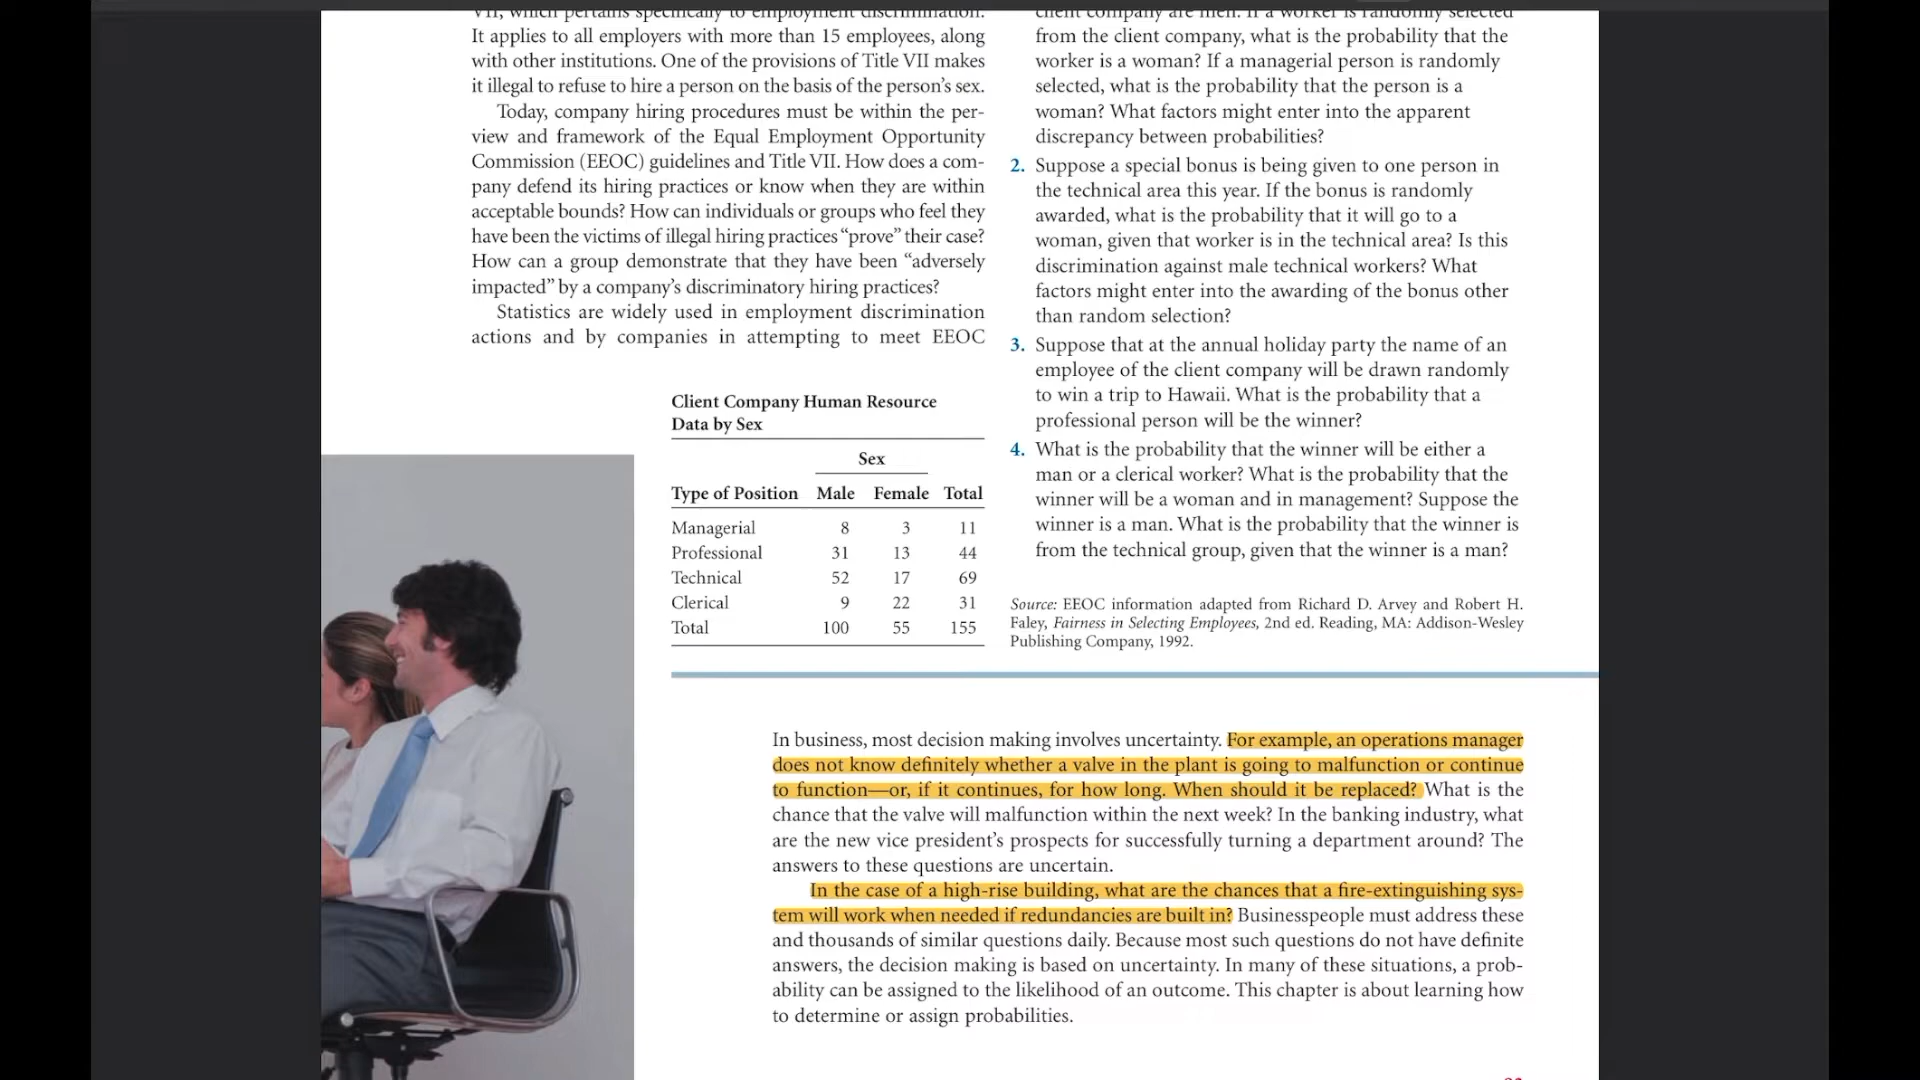 VII, which pertains specifically to employment discrimination.
It applies to all employers with more than 15 employees, along
with other institutions. One of the provisions of Title VII makes
it illegal to refuse to hire a person on the basis of the person's sex.
Today, company hiring procedures must be within the per-
view and framework of the Equal Employment Opportunity
Commission (EEOC) guidelines and Title VII. How does a com-
pany defend its hiring practices or know when they are within
acceptable bounds? How can individuals or groups who feel they
have been the victims of illegal hiring practices “prove” their case?
How can a group demonstrate that they have been “adversely
impacted” by a company's discriminatory hiring practices?
Statistics are widely used in employment discrimination
actions and by companies in attempting to meet EEOC
client company are men. If a worker is randomly selected
from the client company, what is the probability that the
worker is a woman? If a managerial person is randomly
selected, what is the probability that the person is a
woman? What factors might enter into the apparent
discrepancy between probabilities?
2. Suppose a special bonus is being given to one person in
the technical area this year. If the bonus is randomly
awarded, what is the probability that it will go to a
woman, given that worker is in the technical area? Is this
discrimination against male technical workers? What
factors might enter into the awarding of the bonus other
than random selection?
3. Suppose that at the annual holiday party the name of an
employee of the client company will be drawn randomly
to win a trip to Hawaii. What is the probability that a
professional person will be the winner?
4. What is the probability that the winner will be either a
man or a clerical worker? What is the probability that the
winner will be a woman and in management? Suppose the
winner is a man. What is the probability that the winner is
from the technical group, given that the winner is a man?
Source: EEOC information adapted from Richard D. Arvey and Robert H.
Faley, Fairness in Selecting Employees, 2nd ed. Reading, MA: Addison-Wesley
Publishing Company, 1992.
Client Company Human Resource
Data by Sex
Sex
Type of Position Male Female Total
Managerial 8 3 11
Professional 31 13 44
Technical 52 17 69
Clerical 9 22 31
Total 100 55 155
In business, most decision making involves uncertainty. For example, an operations manager
does not know definitely whether a valve in the plant is going to malfunction or continue
to function—or, if it continues, for how long. When should it be replaced? What is the
chance that the valve will malfunction within the next week? In the banking industry, what
are the new vice president's prospects for successfully turning a department around? The
answers to these questions are uncertain.
In the case of a high-rise building, what are the chances that a fire-extinguishing sys-
tem will work when needed if redundancies are built in? Businesspeople must address these
and thousands of similar questions daily. Because most such questions do not have definite
answers, the decision making is based on uncertainty. In many of these situations, a prob-
ability can be assigned to the likelihood of an outcome. This chapter is about learning how
to determine or assign probabilities.